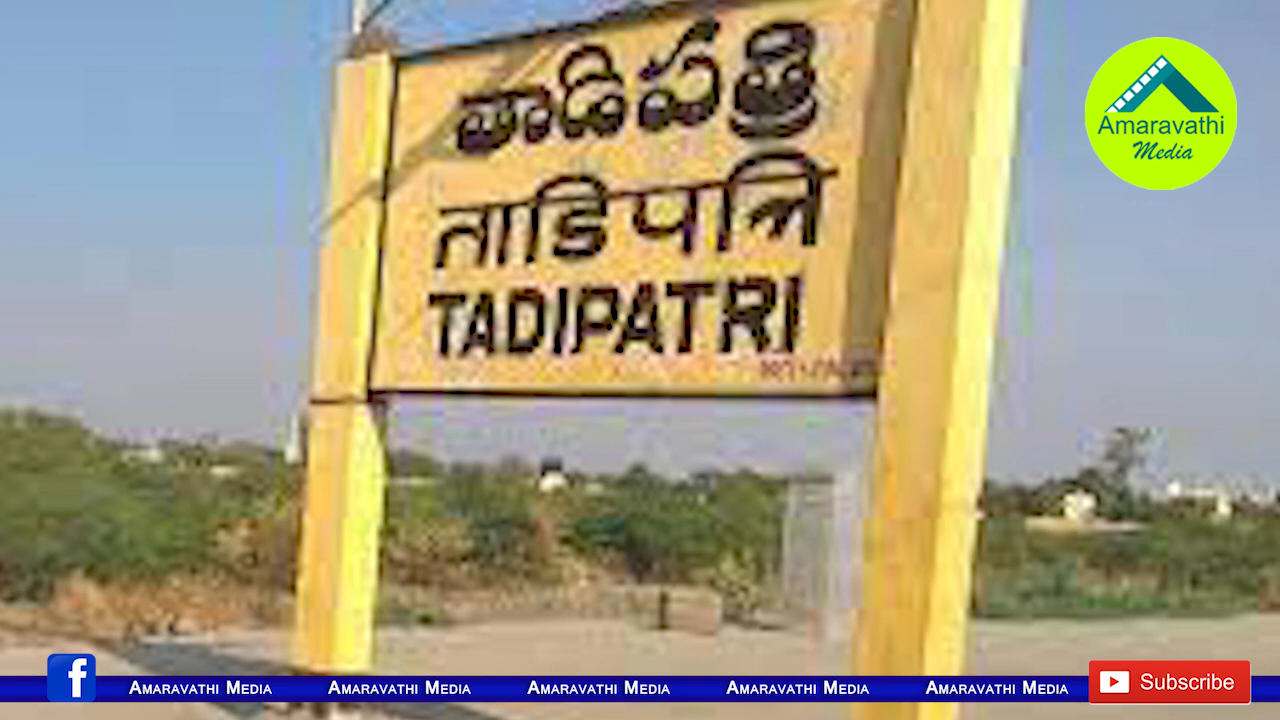 తాడిపత్రి
ताडिपत्रि
TADIPATRI
Amaravathi
Media
f
Amaravathi Media Amaravathi Media Amaravathi Media Amaravathi Media Amaravathi Media
Subscribe